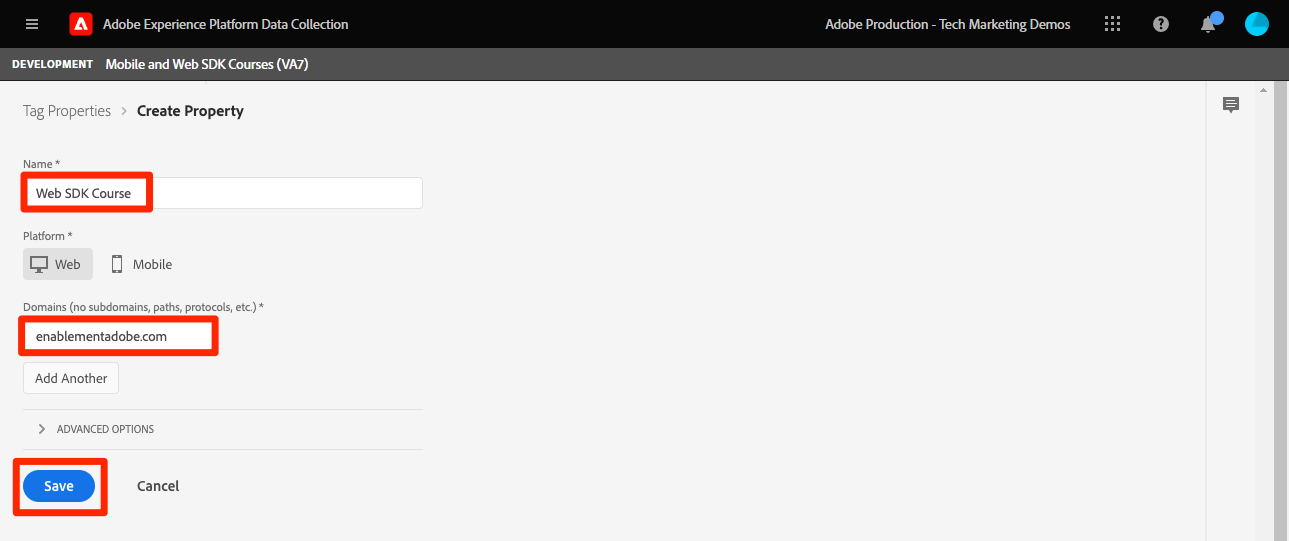 Adobe Experience Platform Data Collection
Adobe Production - Tech Marketing Demos
DEVELOPMENT Mobile and Web SDK Courses (VA7)
Tag Properties > Create Property
Name *
Web SDK Course
Platform *
Web Mobile
Domains (no subdomains, paths, protocols, etc.) *
enablementadobe.com
Add Another
ADVANCED OPTIONS
Save Cancel